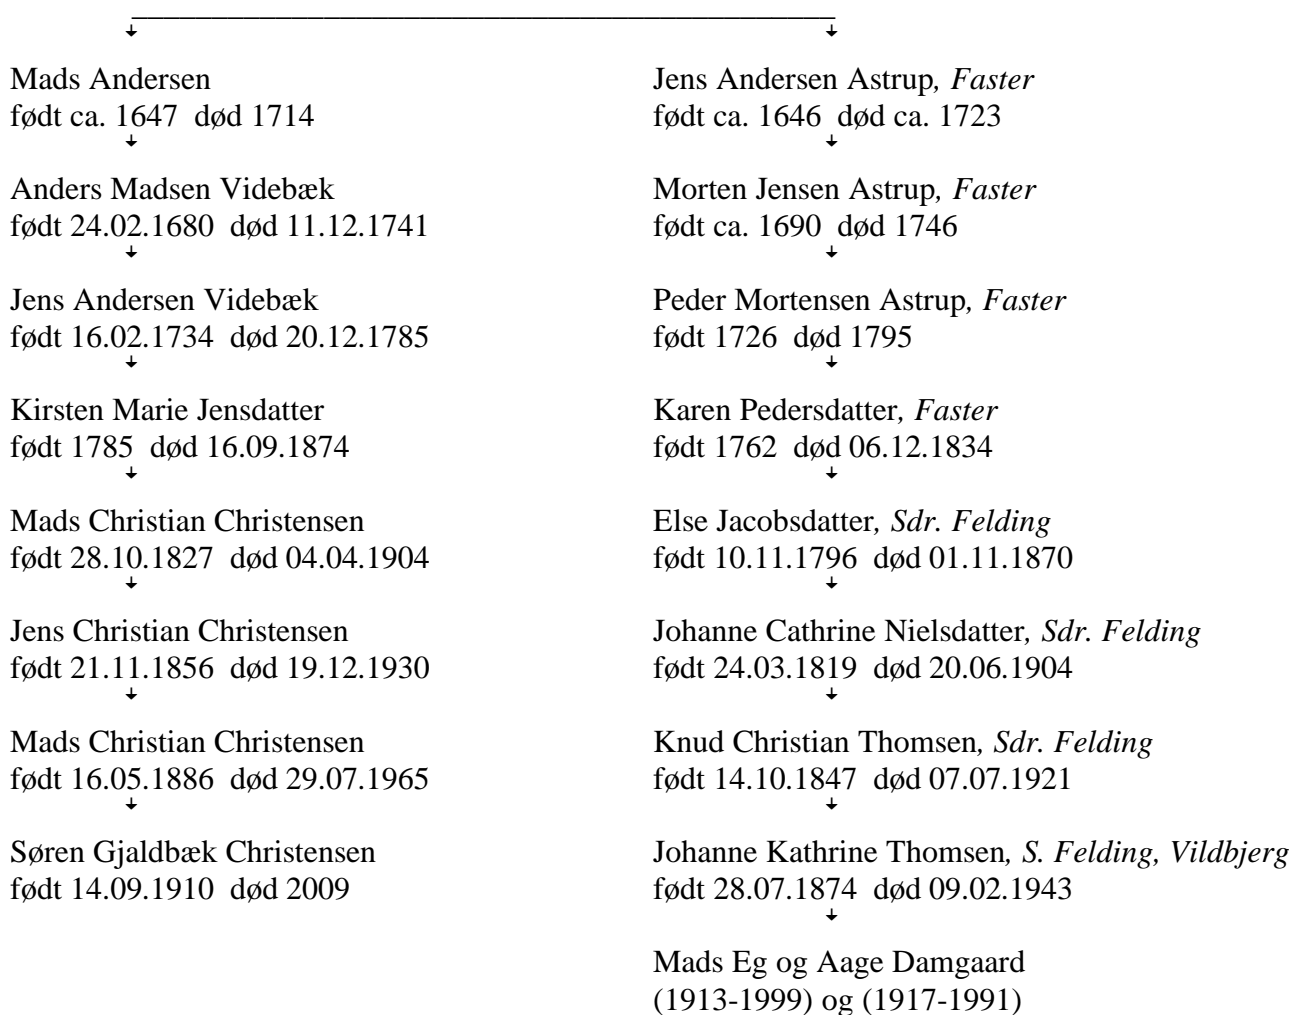 Mads Andersen
født ca. 1647  død 1714
Anders Madsen Videbæk
født 24.02.1680  død 11.12.1741
Jens Andersen Videbæk
født 16.02.1734  død 20.12.1785
Kirsten Marie Jensdatter
født 1785  død 16.09.1874
Mads Christian Christensen
født 28.10.1827  død 04.04.1904
Jens Christian Christensen
født 21.11.1856  død 19.12.1930
Mads Christian Christensen
født 16.05.1886  død 29.07.1965
Søren Gjaldbæk Christensen
født 14.09.1910  død 2009
Jens Andersen Astrup, Faster
født ca. 1646  død ca. 1723
Morten Jensen Astrup, Faster
født ca. 1690  død 1746
Peder Mortensen Astrup, Faster
født 1726  død 1795
Karen Pedersdatter, Faster
født 1762  død 06.12.1834
Else Jacobsdatter, Sdr. Felding
født 10.11.1796  død 01.11.1870
Johanne Cathrine Nielsdatter, Sdr. Felding
født 24.03.1819  død 20.06.1904
Knud Christian Thomsen, Sdr. Felding
født 14.10.1847  død 07.07.1921
Johanne Kathrine Thomsen, S. Felding, Vildbjerg
født 28.07.1874  død 09.02.1943
Mads Eg og Aage Damgaard
(1913-1999) og (1917-1991)